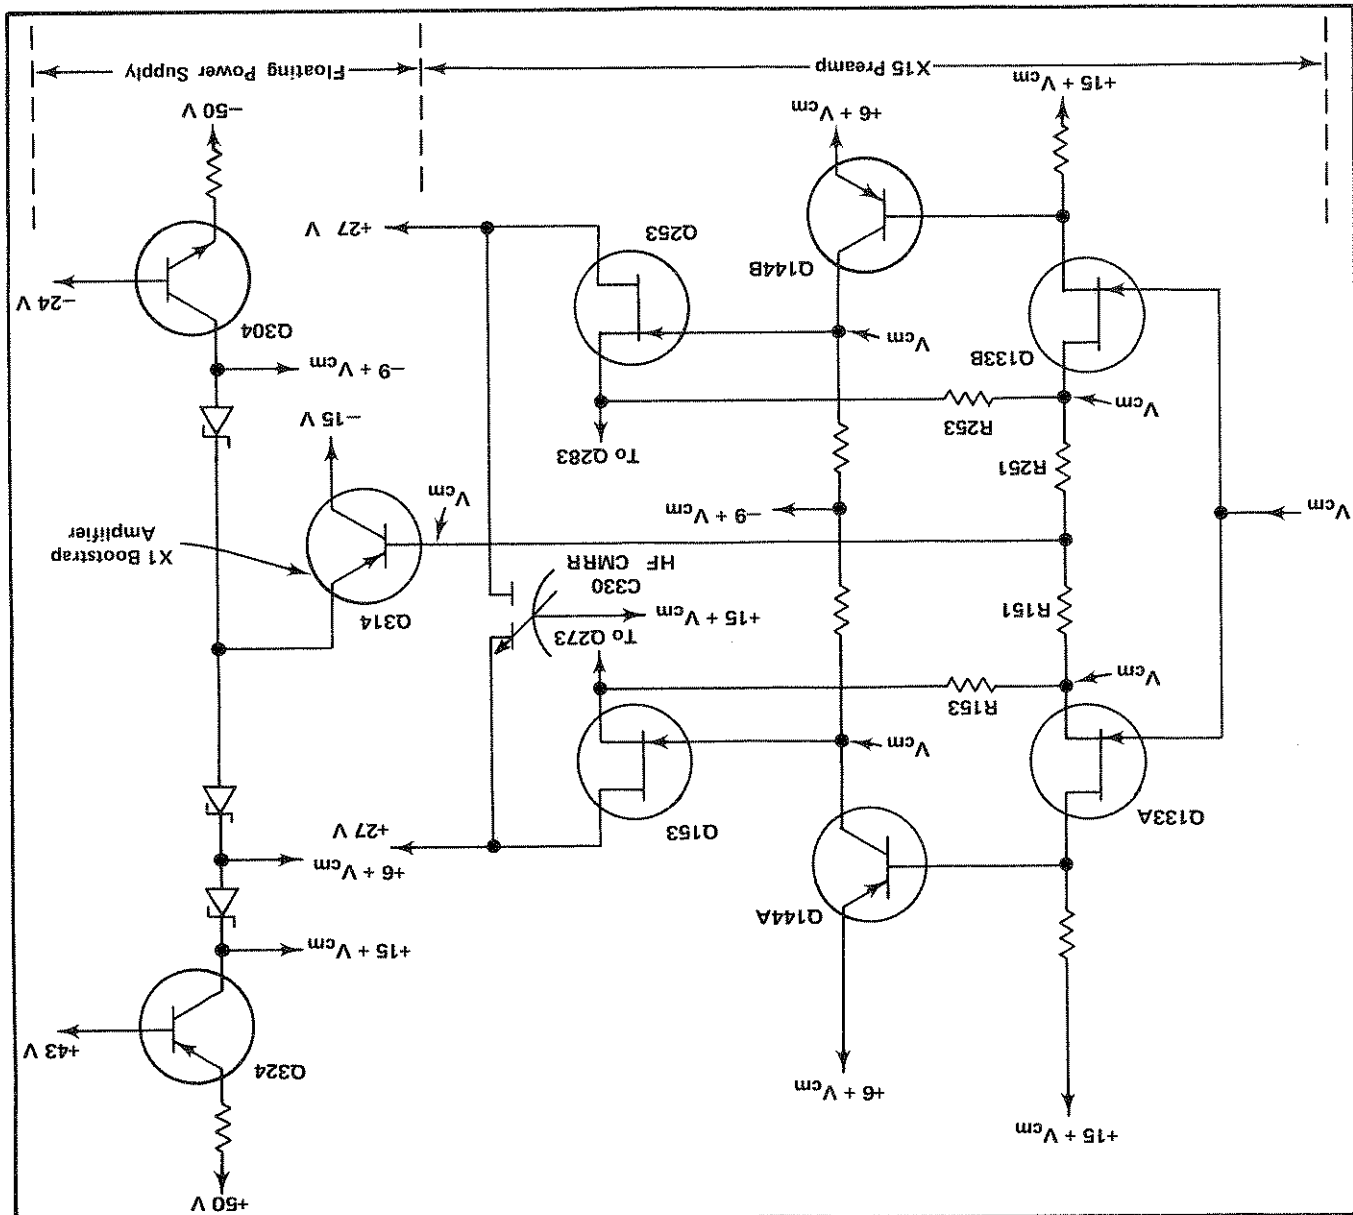 +50 V
+15 + Vcm
+6 + Vcm
Q324
+43 V
+15 + Vcm
Q144A
+6 + Vcm
Q133A
Q153
+27 V
Vcm
R153
Vcm
To Q273
Q314
R151
+15 + Vcm
C330
HF CMRR
X1 Bootstrap
Amplifier
Vcm
–9 + Vcm
Vcm
R251
To Q283
R253
–15 V
Vcm
–9 + Vcm
Q133B
Vcm
Q304
–24 V
Q144B
Q253
+27 V
+6 + Vcm
–50 V
+15 + Vcm
X15 Preamp
Floating Power Supply